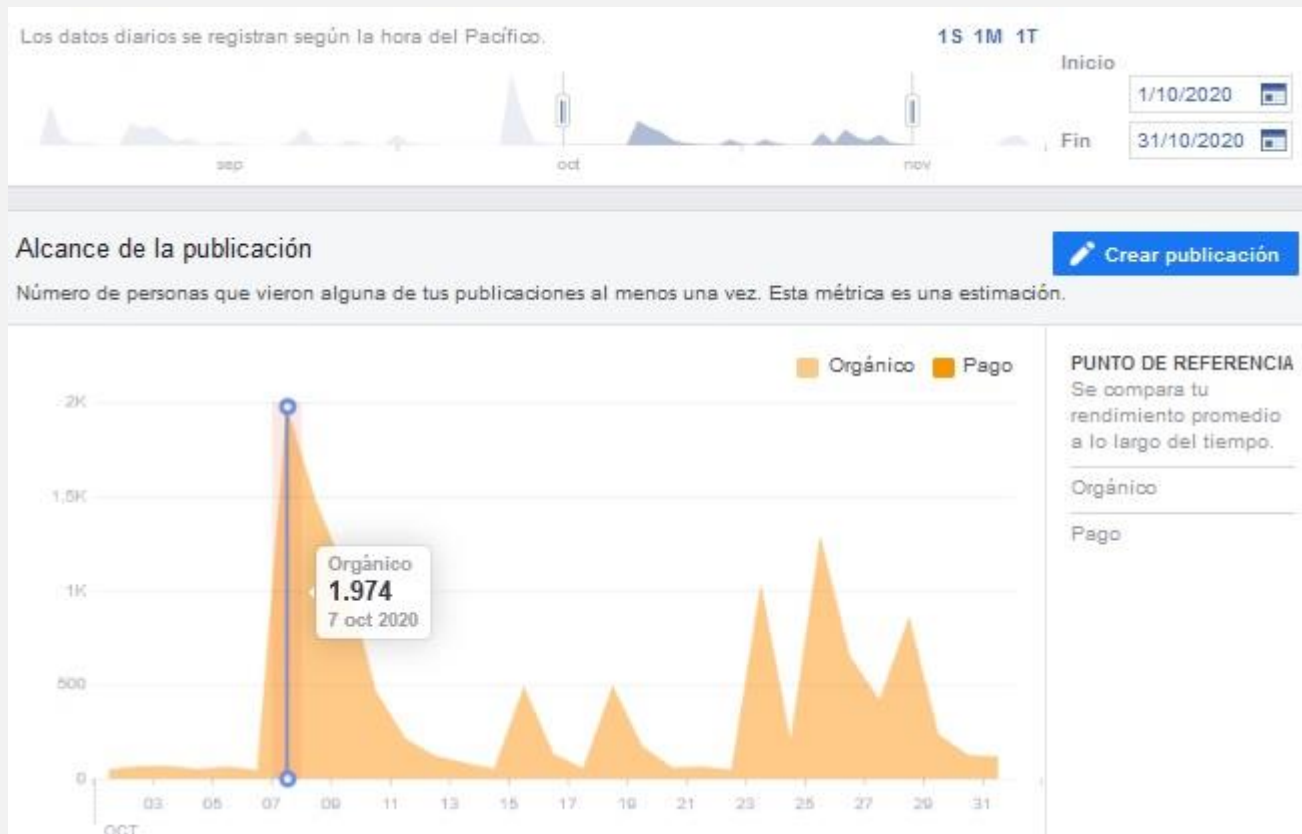 Los datos diarios se registran según la hora del Pacífico.
1S 1M 1T
Inicio
1/10/2020
Fin
31/10/2020
sep
oct
nov
Alcance de la publicación
Crear publicación
Número de personas que vieron alguna de tus publicaciones al menos una vez. Esta métrica es una estimación.
Orgánico
Pago
PUNTO DE REFERENCIA
Se compara tu
rendimiento promedio
a lo largo del tiempo.
Orgánico
Pago
2K
1,5K
1K
500
0
Orgánico
1.974
7 oct 2020
03 05 07 09 11 13 15 17 19 21 23 25 27 29 31
OCT